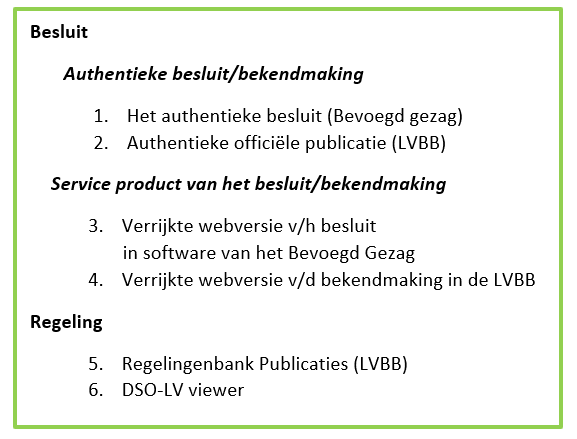 Besluit
Authentieke besluit/bekendmaking
1. Het authentieke besluit (Bevoegd gezag)
2. Authentieke officiële publicatie (LVBB)
Service product van het besluit/bekendmaking
3. Verrijkte webversie v/h besluit
in software van het Bevoegd Gezag
4. Verrijkte webversie v/d bekendmaking in de LVBB
Regeling
5. Regelingenbank Publicaties (LVBB)
6. DSO-LV viewer